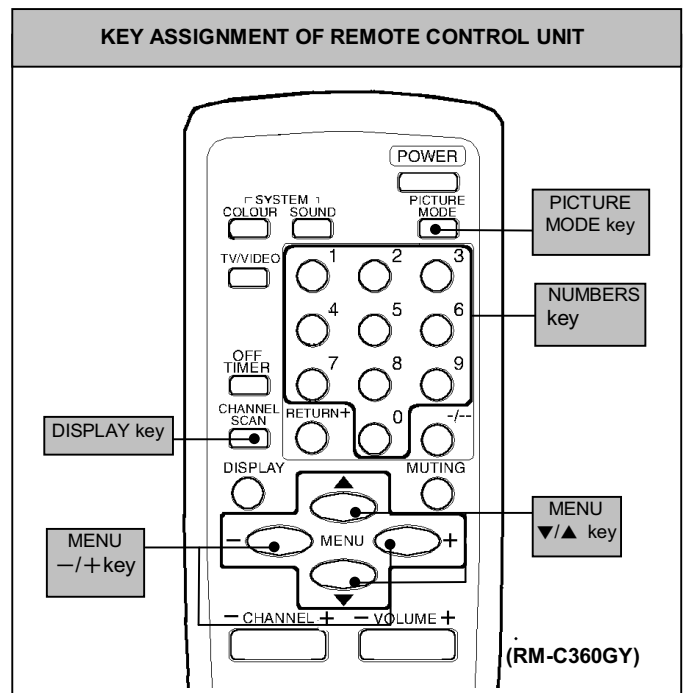 KEY ASSIGNMENT OF REMOTE CONTROL UNIT
POWER
SYSTEM
COLOUR SOUND
PICTURE
MODE
PICTURE
MODE key
TV/VIDEO
1 2 3
NUMBERS
key
4 5 6
OFF
TIMER
7 8 9
CHANNEL
SCAN
RETURN+
0
-/--
DISPLAY key
DISPLAY
MUTING
▲
MENU
▼/▲ key
MENU
−/+key
- MENU +
▼
- CHANNEL + - VOLUME +
(RM-C360GY)